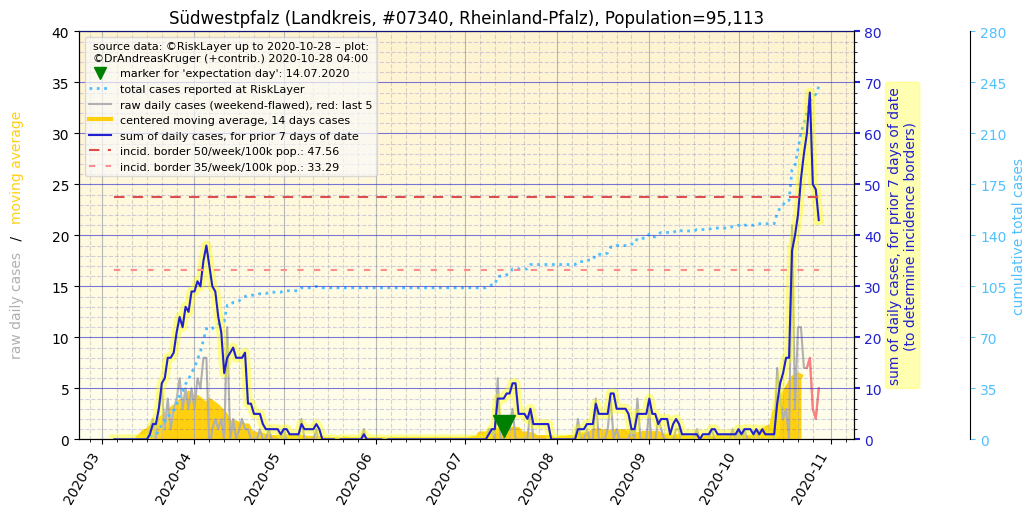 Südwestpfalz (Landkreis, #07340, Rheinland-Pfalz), Population=95,113
source data: ©RiskLayer up to 2020-10-28 – plot:
©DrAndreasKruger (+contrib.) 2020-10-28 04:00
marker for 'expectation day': 14.07.2020
total cases reported at RiskLayer
raw daily cases (weekend-flawed), red: last 5
centered moving average, 14 days cases
sum of daily cases, for prior 7 days of date
incid. border 50/week/100k pop.: 47.56
incid. border 35/week/100k pop.: 33.29
raw daily cases / moving average
40
35
30
25
20
15
10
5
0
2020-03
2020-04
2020-05
2020-06
2020-07
2020-08
2020-09
2020-10
2020-11
80
70
60
50
40
30
20
10
0
sum of daily cases, for prior 7 days of date
(to determine incidence borders)
280
245
210
175
140
105
70
35
0
cumulative total cases